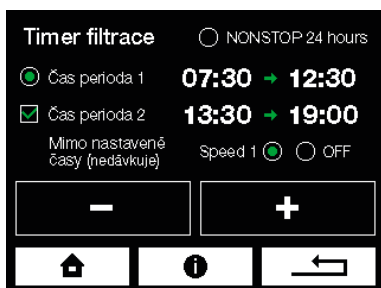 Timer filtrace NONSTOP 24 hours
Čas perioda 1 07:30 → 12:30
Čas perioda 2 13:30 → 19:00
Mimo nastavené
časy (nedávkuje) Speed 1 OFF
− +